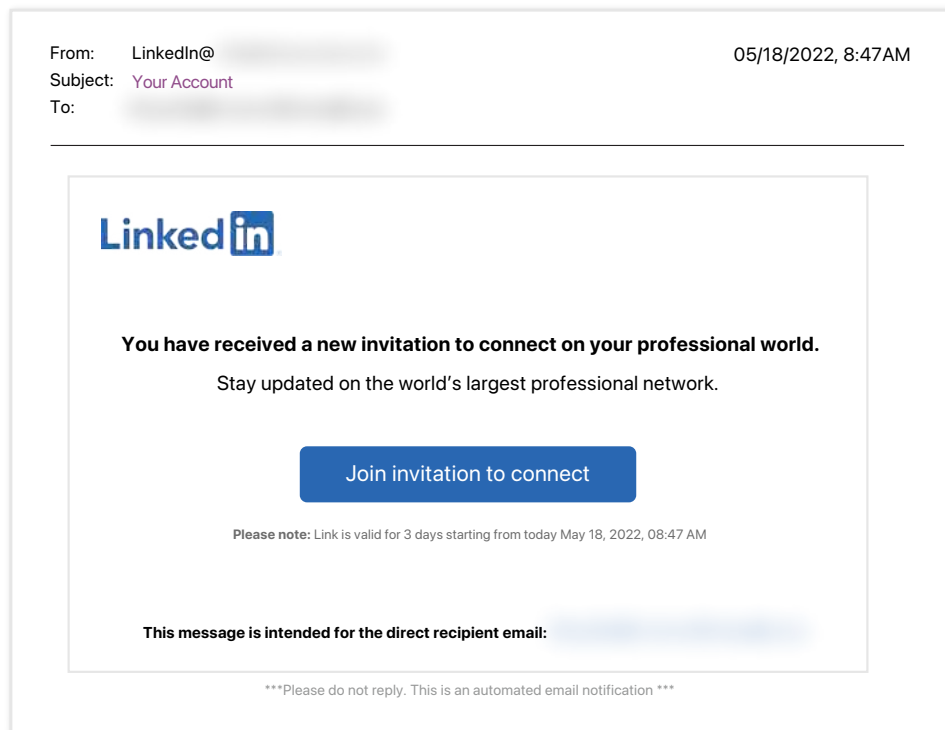 From: LinkedIn@
05/18/2022, 8:47AM
Subject: Your Account
To:
Linked in
You have received a new invitation to connect on your professional world.
Stay updated on the world’s largest professional network.
Join invitation to connect
Please note: Link is valid for 3 days starting from today May 18, 2022, 08:47 AM
This message is intended for the direct recipient email:
***Please do not reply. This is an automated email notification ***